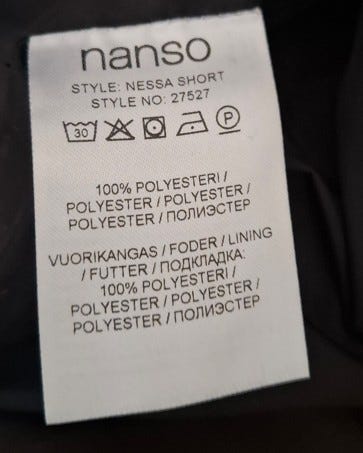 nanso
STYLE: NESSA SHORT
STYLE NO: 27527
30 P
100% POLYESTERI /
POLYESTER / POLYESTER /
POLYESTER / ПОЛИЭСТЕР
VUORIKANGAS / FODER / LINING
/ FUTTER / ПОДКЛАДКА:
100% POLYESTERI /
POLYESTER / POLYESTER /
POLYESTER / ПОЛИЭСТЕР